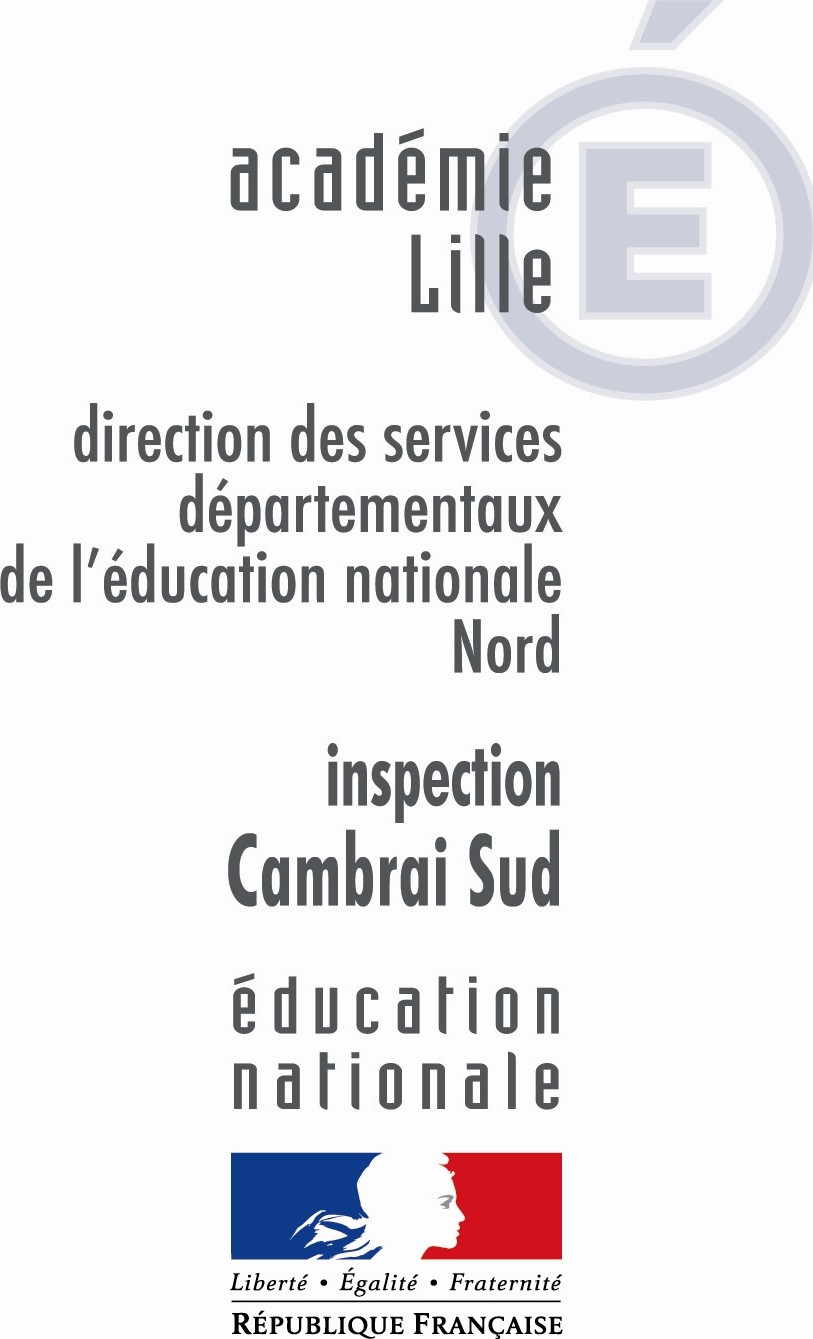 É
académie
Lille
direction des services
départementaux
de l’éducation nationale
Nord
inspection
Cambrai Sud
éducation
nationale
Liberté • Égalité • Fraternité
RÉPUBLIQUE FRANÇAISE